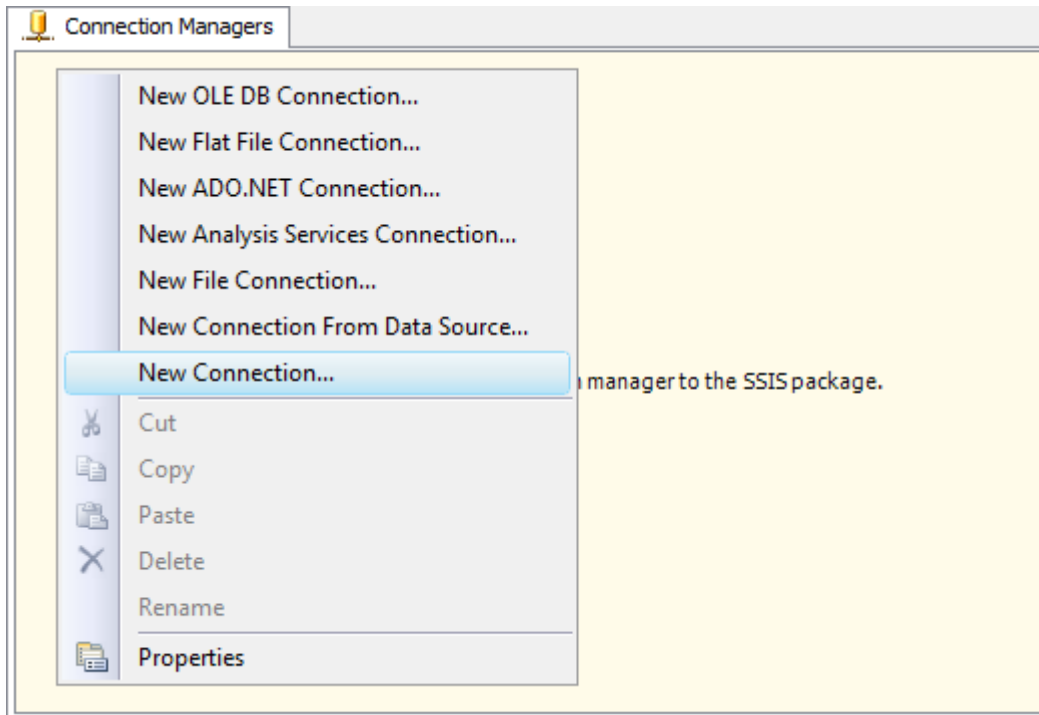 Connection Managers
New OLE DB Connection...
New Flat File Connection...
New ADO.NET Connection...
New Analysis Services Connection...
New File Connection...
New Connection From Data Source...
New Connection...
manager to the SSIS package.
Cut
Copy
Paste
Delete
Rename
Properties